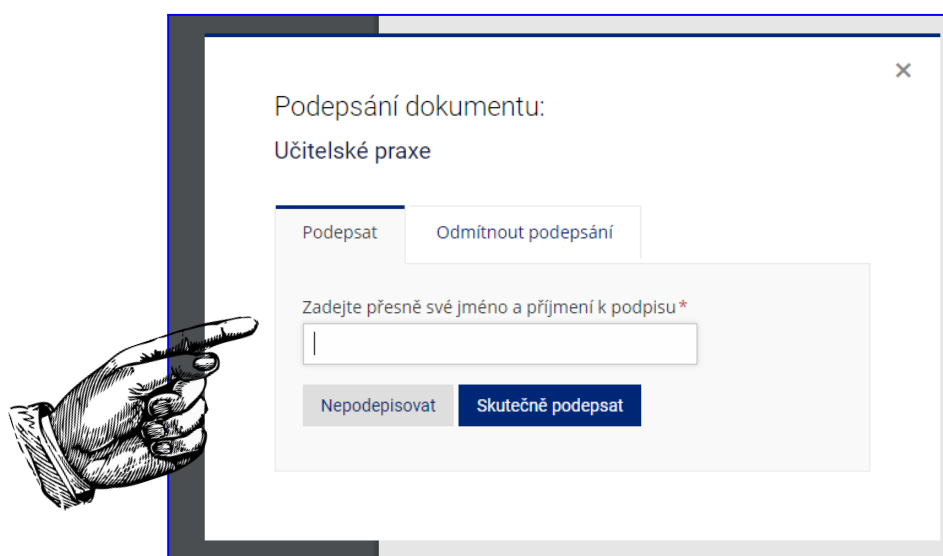 Podepsání dokumentu:
Učitelské praxe
Podepsat Odmítnout podepsání
Zadejte přesně své jméno a příjmení k podpisu *
Nepodepisovat Skutečně podepsat